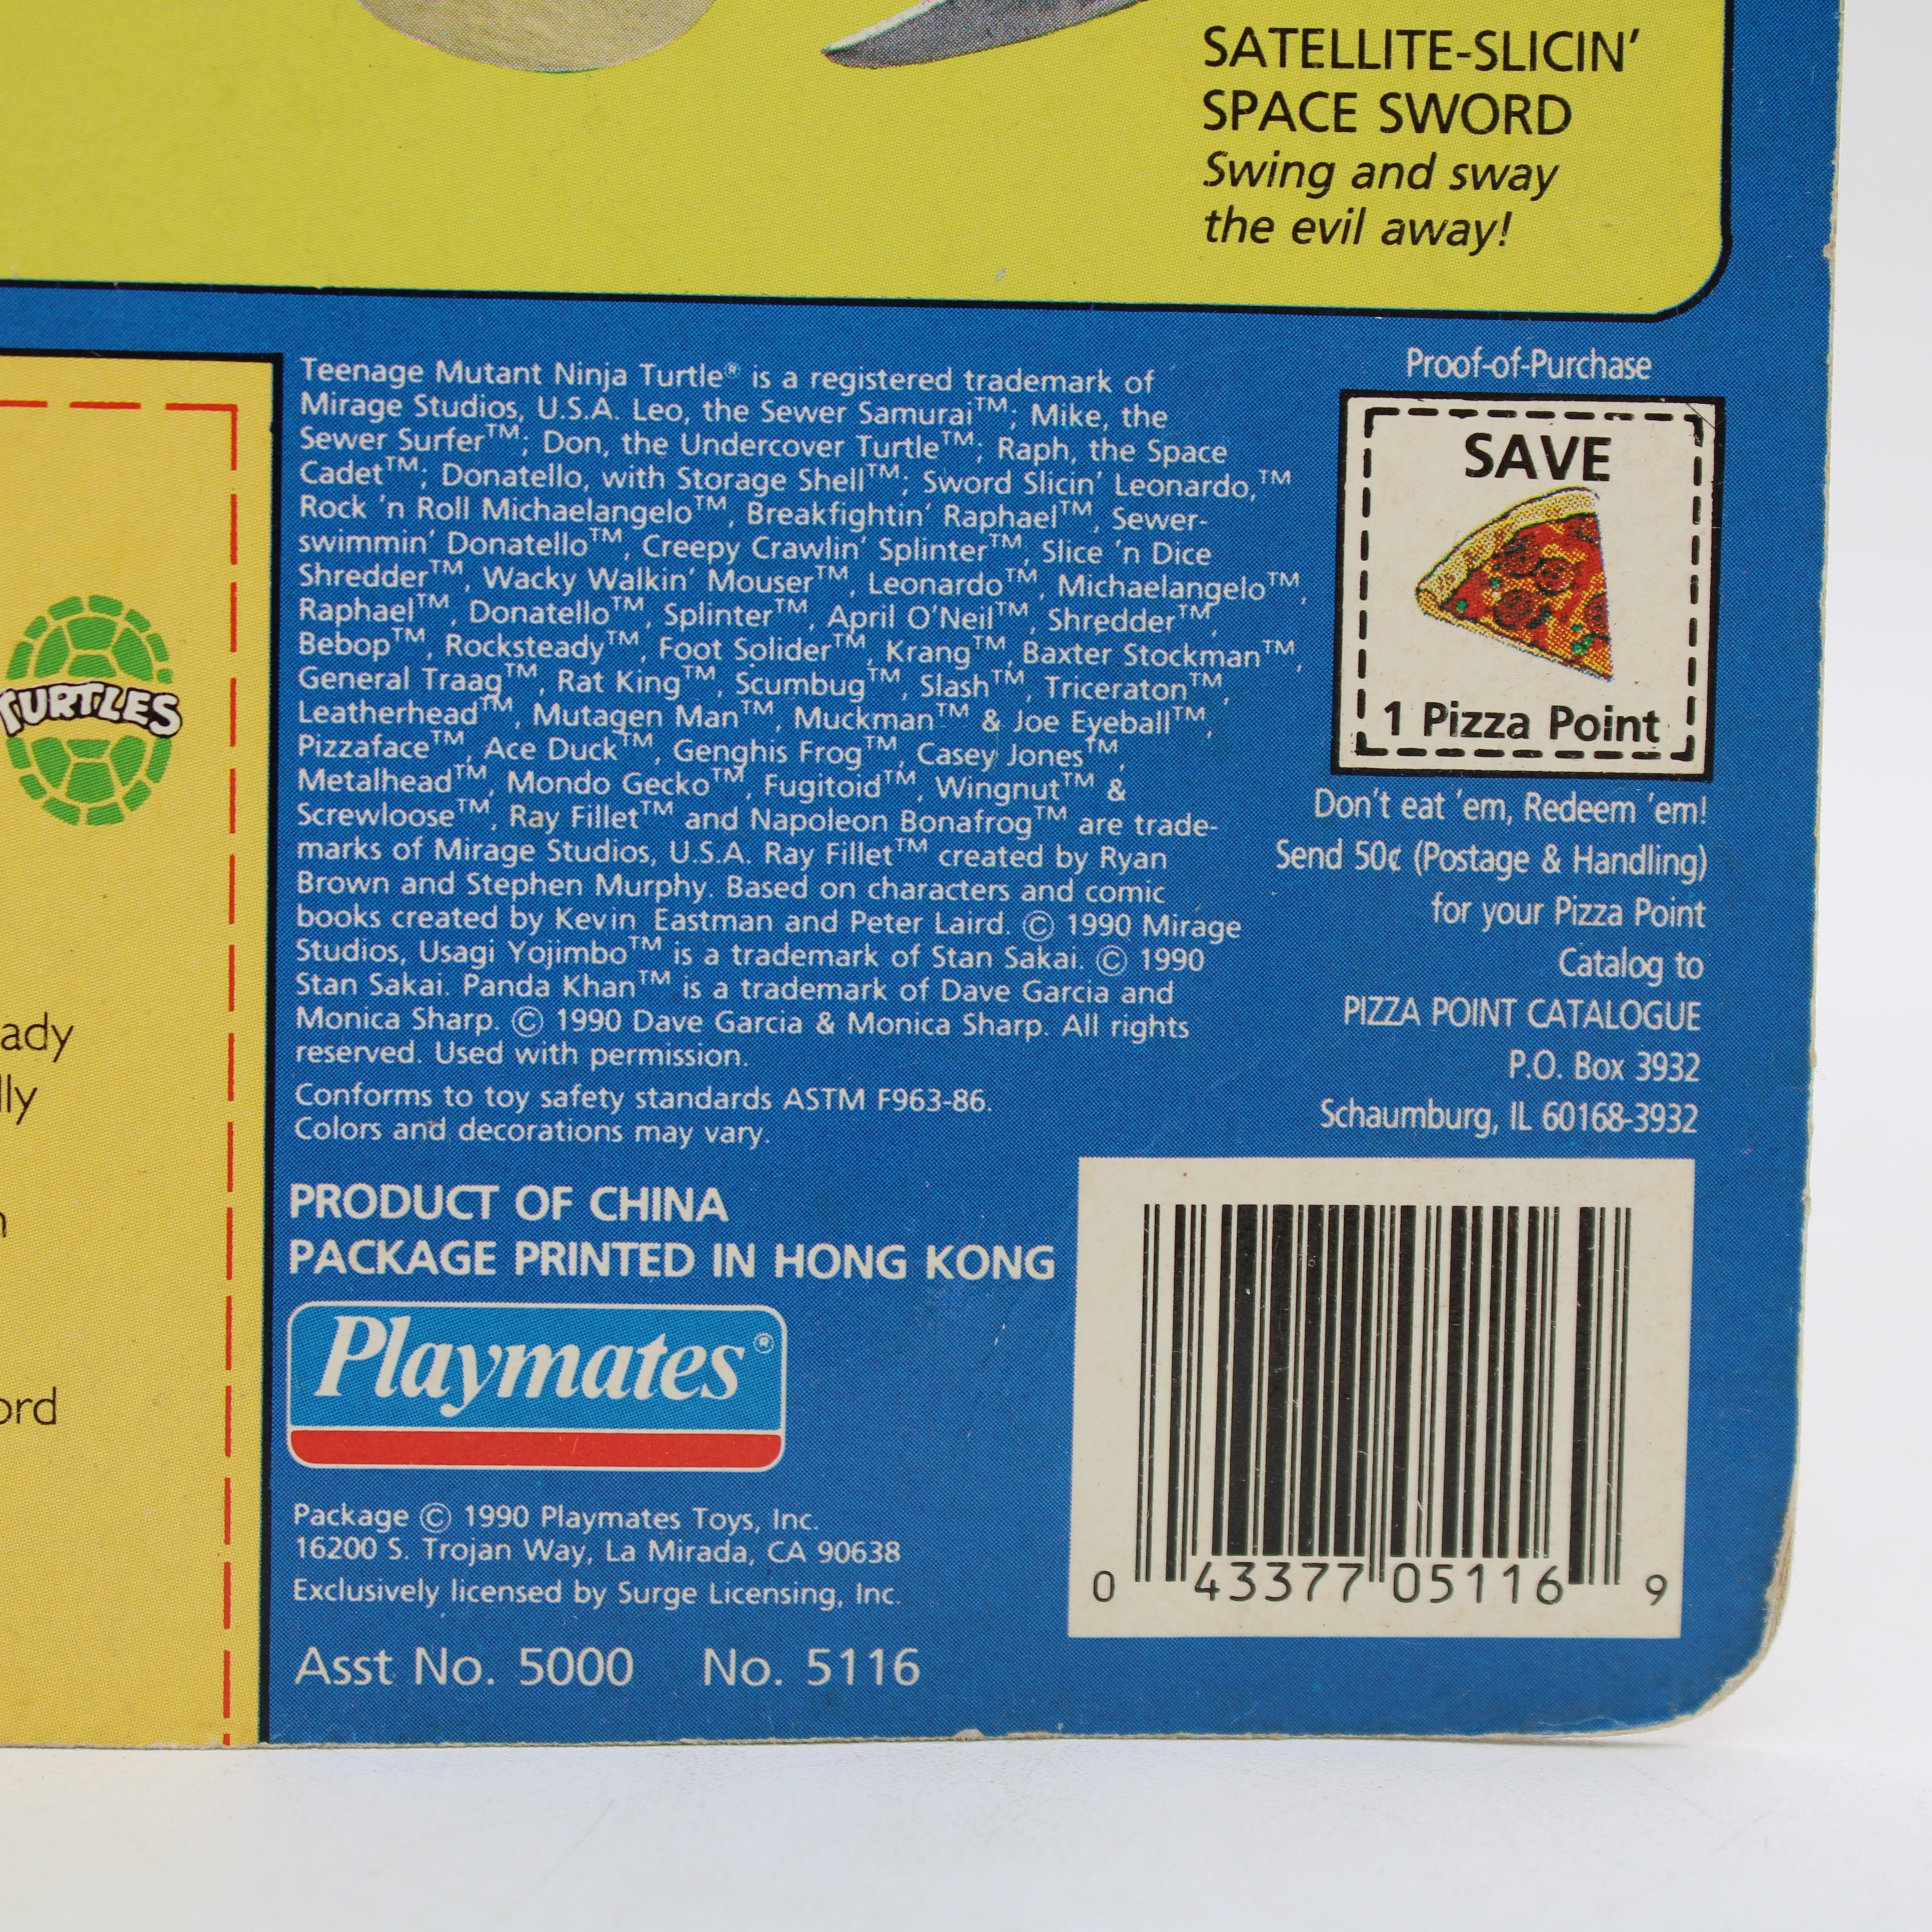 SATELLITE-SLICIN'
SPACE SWORD
Swing and sway
the evil away!
TURTLES
ady
lly
ord
Teenage Mutant Ninja Turtle® is a registered trademark of
Mirage Studios, U.S.A. Leo, the Sewer Samurai™; Mike, the
Sewer Surfer™; Don, the Undercover Turtle™; Raph, the Space
Cadet™; Donatello, with Storage Shell™; Sword Slicin' Leonardo,™
Rock 'n Roll Michaelangelo™, Breakfightin' Raphael™, Sewer-
swimmin' Donatello™, Creepy Crawlin' Splinter™, Slice 'n Dice
Shredder™, Wacky Walkin' Mouser™, Leonardo™, Michaelangelo™,
Raphael™, Donatello™, Splinter™, April O'Neil™, Shredder™,
Bebop™, Rocksteady™, Foot Solider™, Krang™, Baxter Stockman™,
General Traag™, Rat King™, Scumbug™, Slash™, Triceraton™,
Leatherhead™, Mutagen Man™, Muckman™ & Joe Eyeball™,
Pizzaface™, Ace Duck™, Genghis Frog™, Casey Jones™,
Metalhead™, Mondo Gecko™, Fugitoid™, Wingnut™ &
Screwloose™, Ray Fillet™ and Napoleon Bonafrog™ are trade-
marks of Mirage Studios, U.S.A. Ray Fillet™ created by Ryan
Brown and Stephen Murphy. Based on characters and comic
books created by Kevin Eastman and Peter Laird. © 1990 Mirage
Studios, Usagi Yojimbo™ is a trademark of Stan Sakai. © 1990
Stan Sakai. Panda Khan™ is a trademark of Dave Garcia and
Monica Sharp. © 1990 Dave Garcia & Monica Sharp. All rights
reserved. Used with permission.
Conforms to toy safety standards ASTM F963-86.
Colors and decorations may vary.
PRODUCT OF CHINA
PACKAGE PRINTED IN HONG KONG
Playmates®
Package © 1990 Playmates Toys, Inc.
16200 S. Trojan Way, La Mirada, CA 90638
Exclusively licensed by Surge Licensing, Inc.
Asst No. 5000 No. 5116
Proof-of-Purchase
SAVE
1 Pizza Point
Don't eat 'em, Redeem 'em!
Send 50¢ (Postage & Handling)
for your Pizza Point
Catalog to
PIZZA POINT CATALOGUE
P.O. Box 3932
Schaumburg, IL 60168-3932
0 43377 05116 9